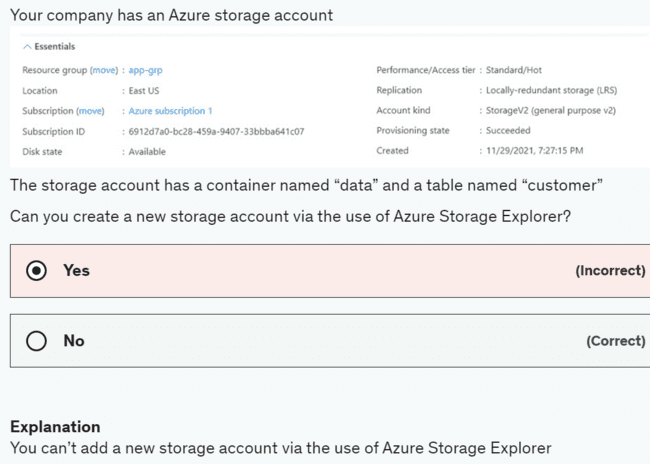 Your company has an Azure storage account
Essentials
Resource group (move) : app-grp
Performance/Access tier : Standard/Hot
Location : East US
Replication : Locally-redundant storage (LRS)
Subscription (move) : Azure subscription 1
Account kind : StorageV2 (general purpose v2)
Subscription ID : 6912d7a0-bc28-459a-9407-33bbba641c07
Provisioning state : Succeeded
Disk state : Available
Created : 11/29/2021, 7:27:15 PM
The storage account has a container named “data” and a table named “customer”
Can you create a new storage account via the use of Azure Storage Explorer?
Yes (Incorrect)
No (Correct)
Explanation
You can’t add a new storage account via the use of Azure Storage Explorer